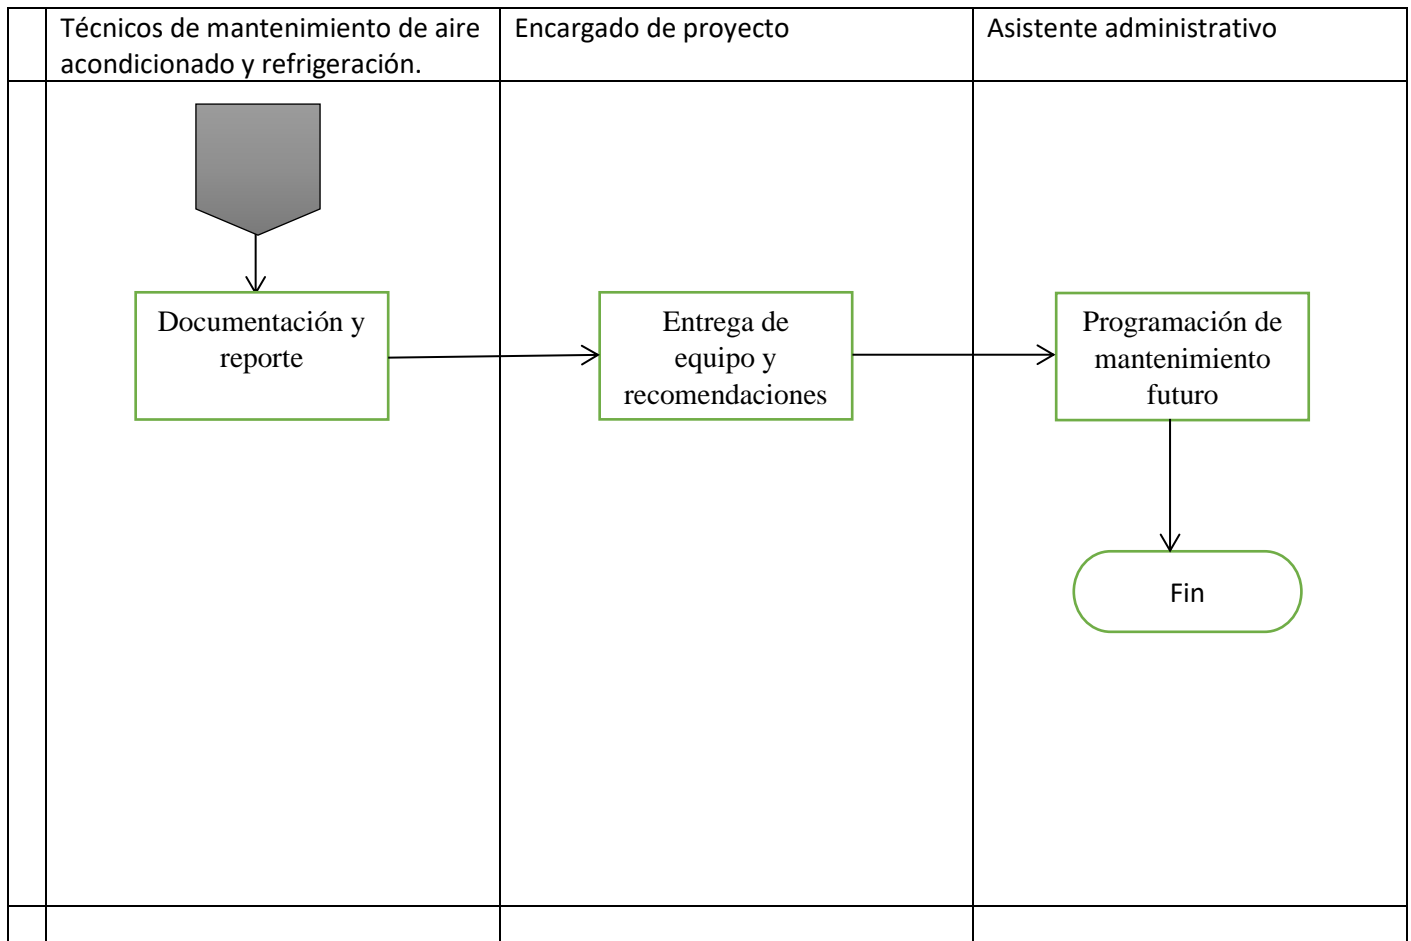 Técnicos de mantenimiento de aire
acondicionado y refrigeración.
Encargado de proyecto
Asistente administrativo
Documentación y
reporte
Entrega de
equipo y
recomendaciones
Programación de
mantenimiento
futuro
Fin